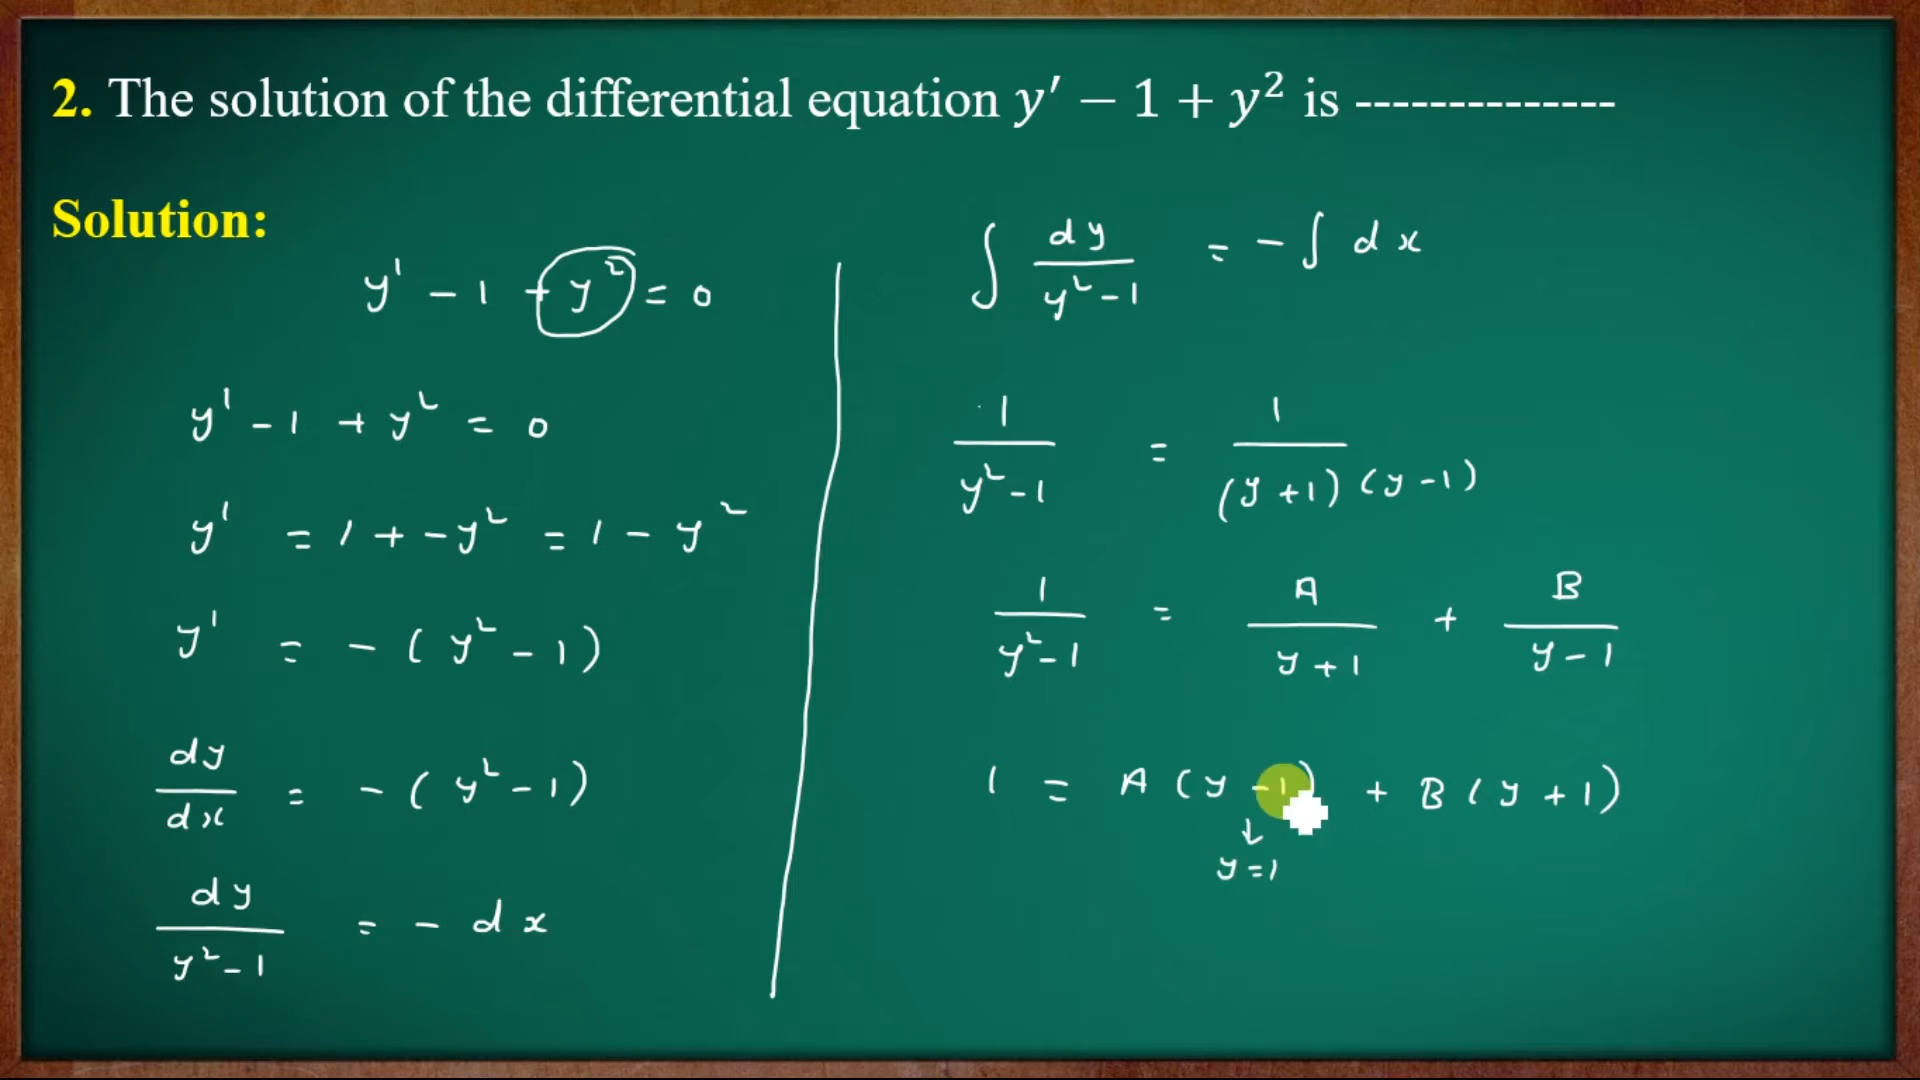 2. The solution of the differential equation y′ − 1 + y² is --------------
Solution:
y' - 1 + y² = 0
y' - 1 + y² = 0
y' = 1 + - y² = 1 - y²
y' = - ( y² - 1 )
dy/dx = - ( y² - 1 )
dy/(y² - 1) = - dx
∫ dy/(y² - 1) = - ∫ dx
1/(y² - 1) = 1/((y + 1) (y - 1))
1/(y² - 1) = A/(y + 1) + B/(y - 1)
1 = A ( y - 1 ) + B ( y + 1 )
↓
y = 1